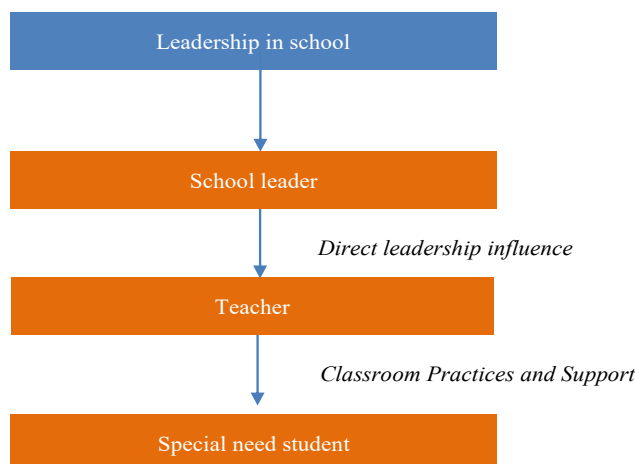 Leadership in school
School leader
Direct leadership influence
Teacher
Classroom Practices and Support
Special need student